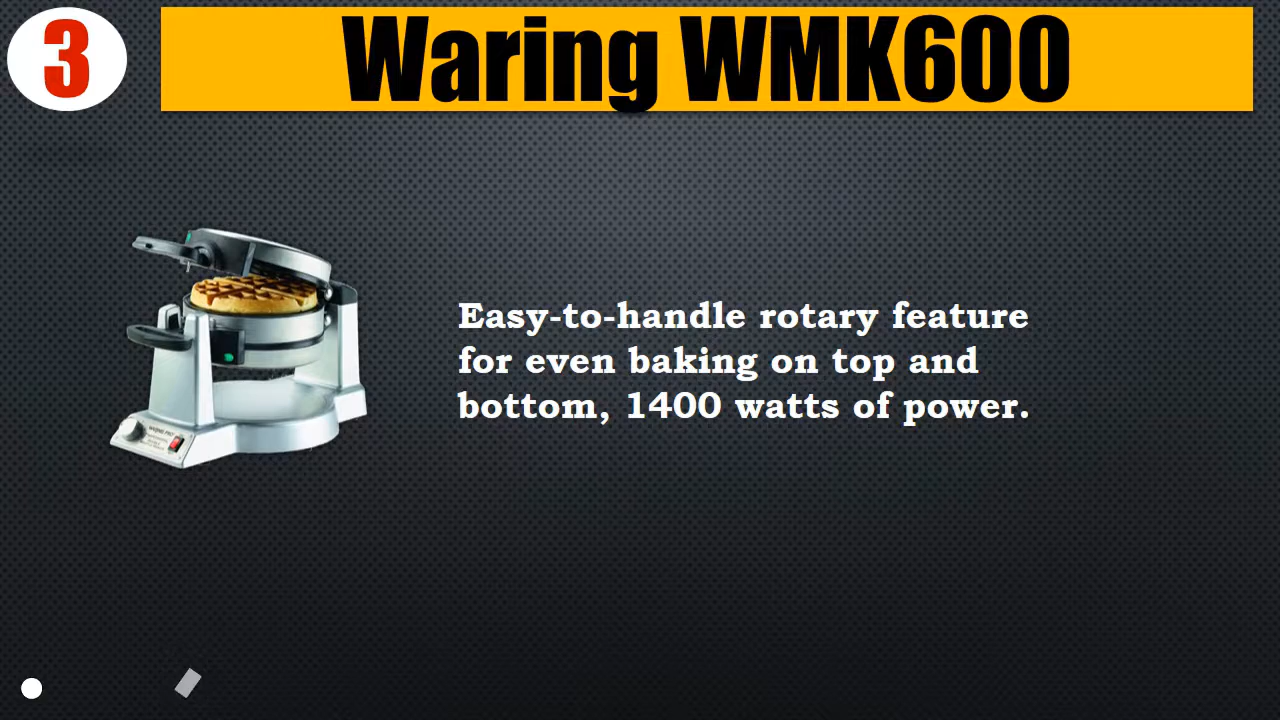 3
Waring WMK600
Easy-to-handle rotary feature
for even baking on top and
bottom, 1400 watts of power.